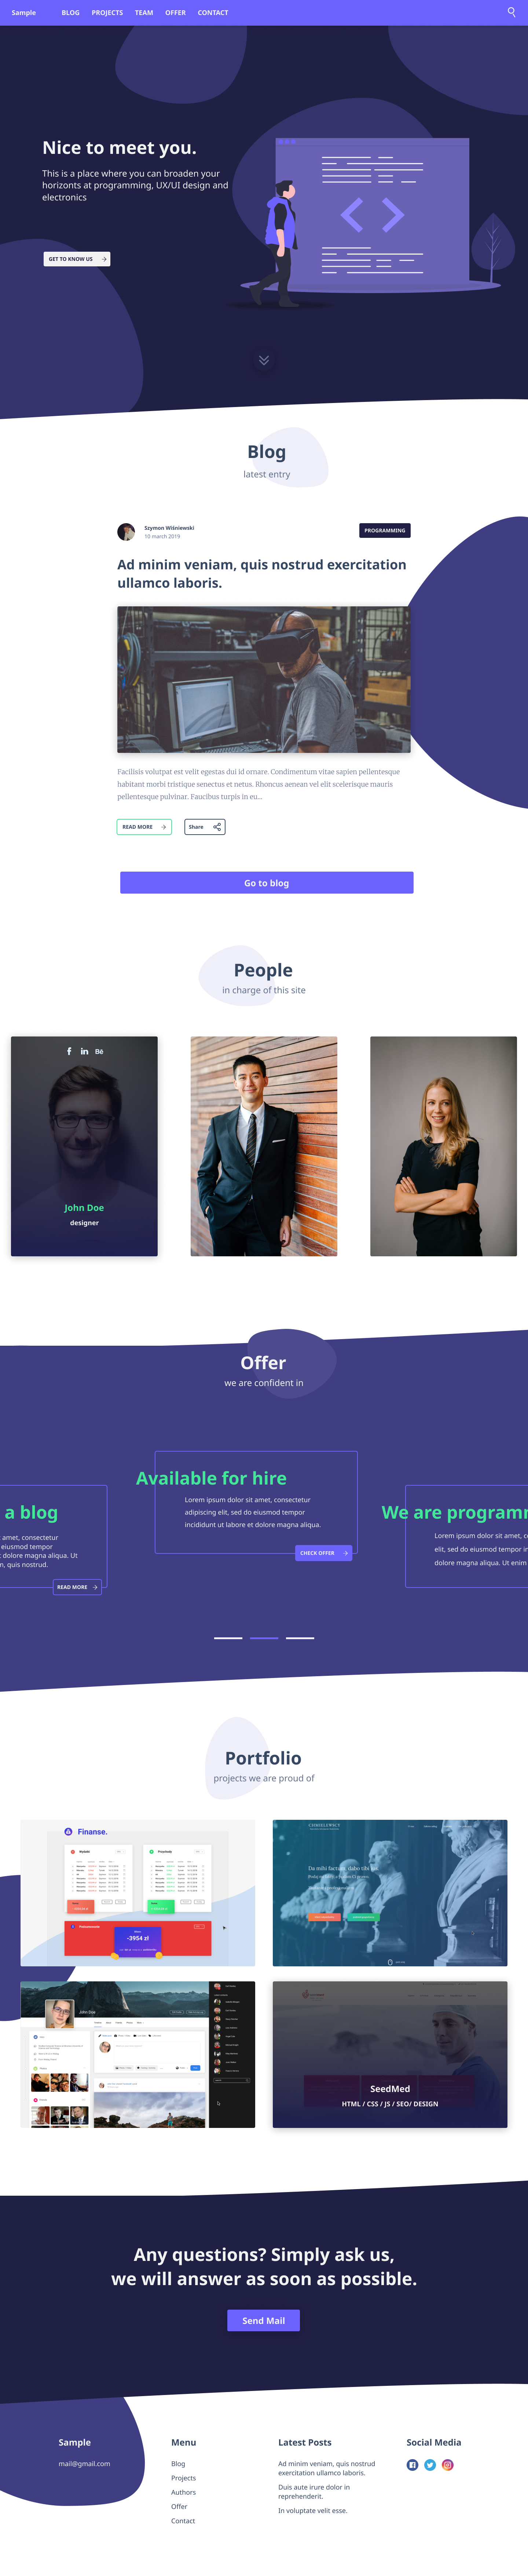 Sample
BLOG
PROJECTS
TEAM
OFFER
CONTACT
Nice to meet you.
This is a place where you can broaden your
horizonts at programming, UX/UI design and
electronics
GET TO KNOW US
Blog
latest entry
Szymon Wiśniewski
10 march 2019
PROGRAMMING
Ad minim veniam, quis nostrud exercitation
ullamco laboris.
Facilisis volutpat est velit egestas dui id ornare. Condimentum vitae sapien pellentesque
habitant morbi tristique senectus et netus. Rhoncus aenean vel elit scelerisque mauris
pellentesque pulvinar. Faucibus turpis in eu...
READ MORE
Share
Go to blog
People
in charge of this site
John Doe
designer
Offer
we are confident in
a blog
amet, consectetur
eiusmod tempor
dolore magna aliqua. Ut
quis nostrud.
READ MORE
Available for hire
Lorem ipsum dolor sit amet, consectetur
adipiscing elit, sed do eiusmod tempor
incididunt ut labore et dolore magna aliqua.
CHECK OFFER
We are programm
Lorem ipsum dolor sit amet,
elit, sed do eiusmod tempor
dolore magna aliqua. Ut enim
Portfolio
projects we are proud of
Finanse.
-3954 zł
CHMIELEWSCY
Da mihi factum, dabo tibi
John Doe
SeedMed
HTML / CSS / JS / SEO/ DESIGN
Any questions? Simply ask us,
we will answer as soon as possible.
Send Mail
Sample
mail@gmail.com
Menu
Blog
Projects
Authors
Offer
Contact
Latest Posts
Ad minim veniam, quis nostrud
exercitation ullamco laboris.
Duis aute irure dolor in
reprehenderit.
In voluptate velit esse.
Social Media